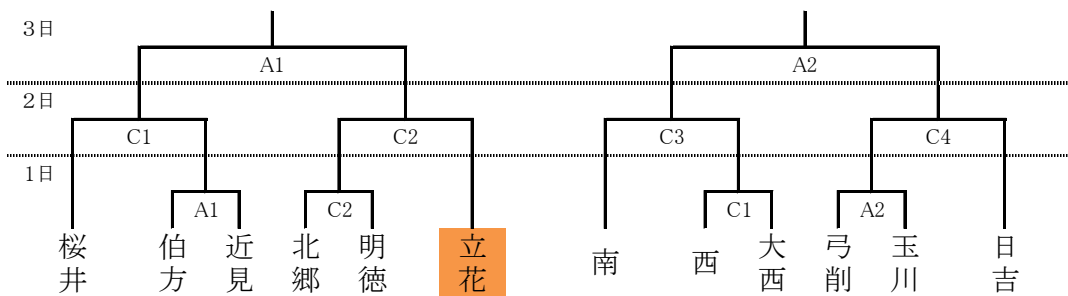 3日
A1 A2
2日
C1 C2 C3 C4
1日
A1 C2 C1 A2
桜井 伯方 近見 北郷 明徳 立花 南 西 大西 弓削 玉川 日吉